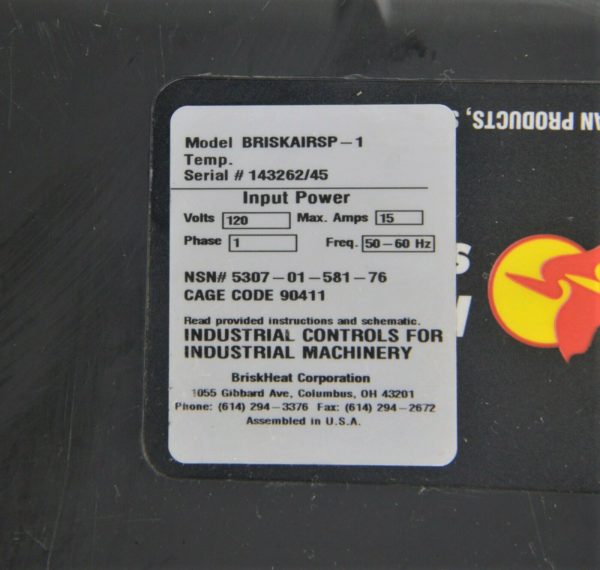 Model BRISKAIRSP-1
Temp.
Serial # 143262/45
Input Power
Volts 120 Max. Amps 15
Phase 1 Freq. 50-60 Hz
NSN# 5307-01-581-76
CAGE CODE 90411
Read provided instructions and schematic.
INDUSTRIAL CONTROLS FOR
INDUSTRIAL MACHINERY
BriskHeat Corporation
1055 Gibbard Ave, Columbus, OH 43201
Phone: (614) 294-3376 Fax: (614) 294-2672
Assembled in U.S.A.
AN PRODUCTS, S